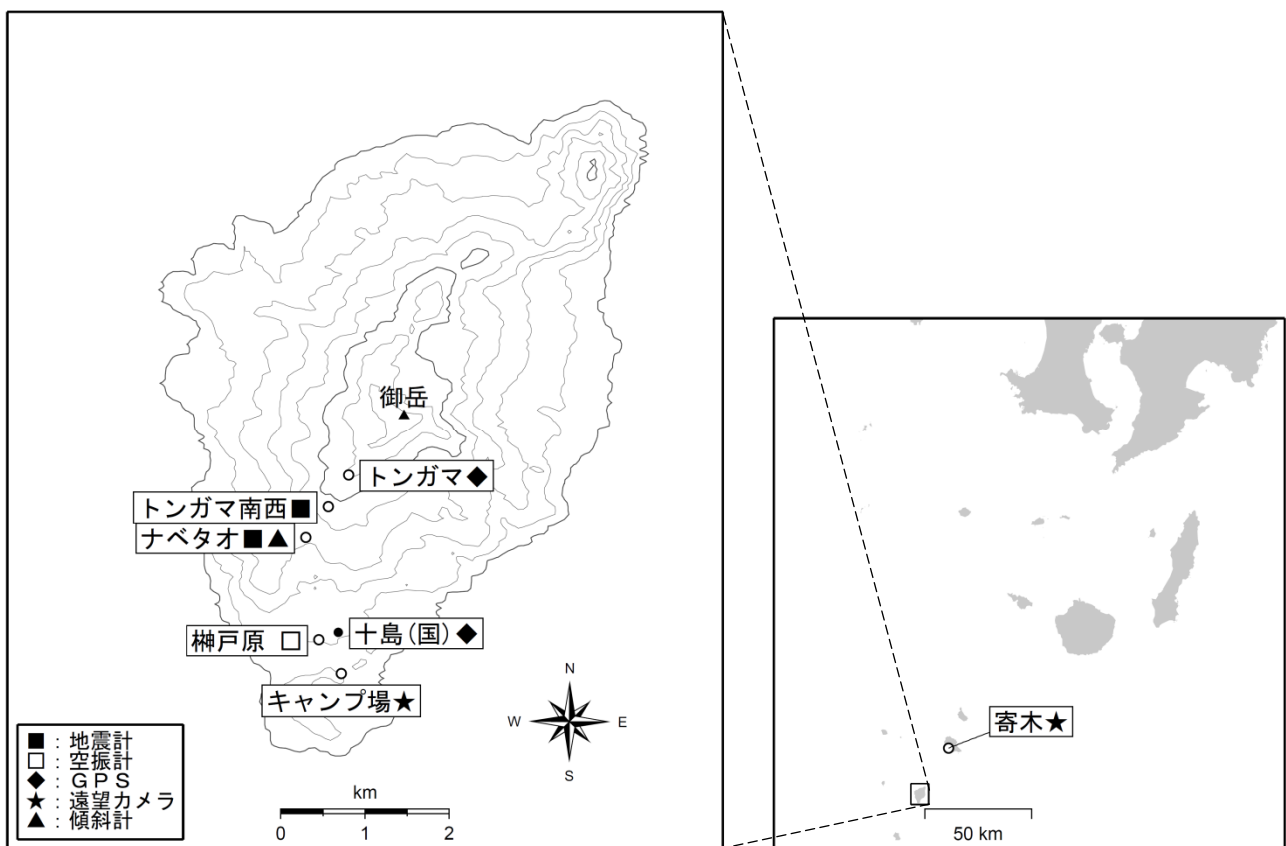 御岳
トンガマ◆
トンガマ南西■
ナベタオ■▲
榊戸原 □
十島(国)◆
キャンプ場★
N
W
E
S
■ : 地震計
□ : 空振計
◆ : GPS
★ : 遠望カメラ
▲ : 傾斜計
km
0 1 2
寄木★
50 km